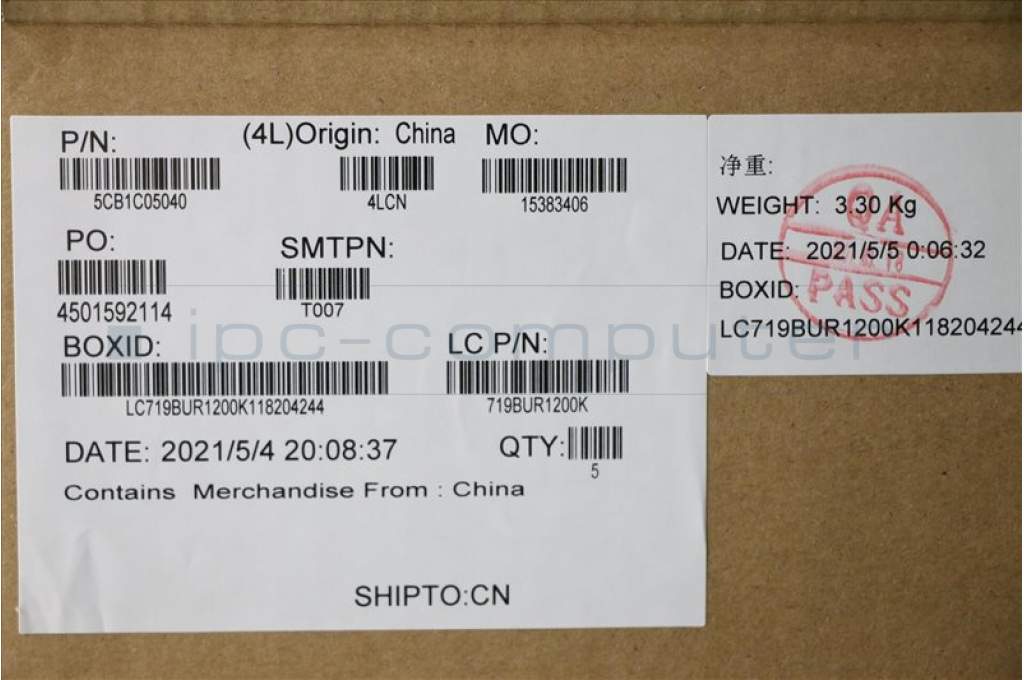 P/N:
(4L)Origin: China
MO:
5CB1C05040
4LCN
15383406
PO:
SMTPN:
4501592114
T007
BOXID:
LC P/N:
LC719BUR1200K118204244
719BUR1200K
DATE: 2021/5/4 20:08:37
QTY:
5
Contains Merchandise From : China
SHIPTO:CN
净重:
WEIGHT: 3.30 Kg
DATE: 2021/5/5 0:06:32
BOXID:
LC719BUR1200K118204244
QA
PASS
ipc-computer